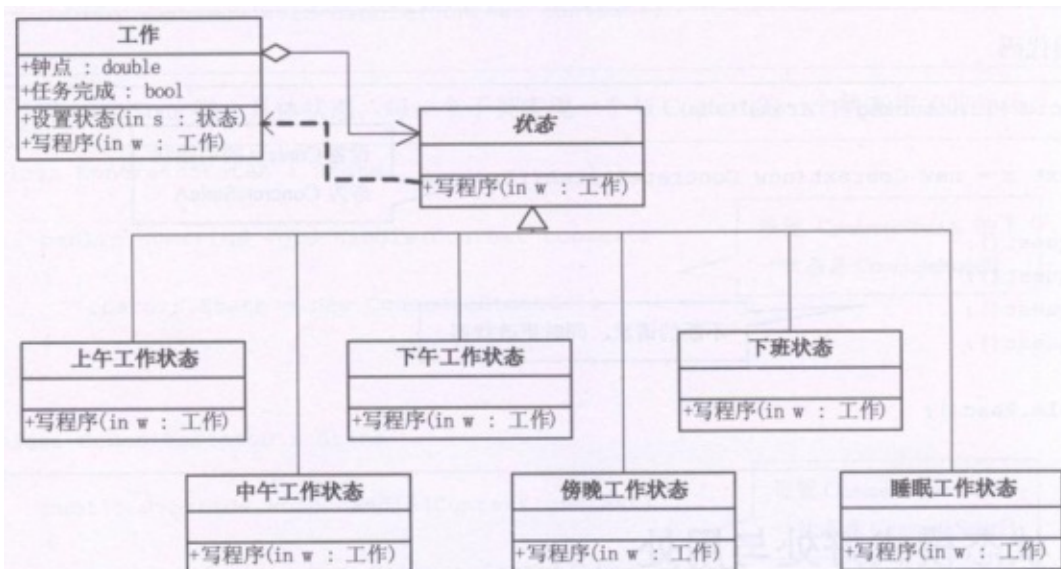 工作
+钟点 : double
+任务完成 : bool
+设置状态(in s : 状态)
+写程序(in w : 工作)
状态
+写程序(in w : 工作)
上午工作状态
+写程序(in w : 工作)
下午工作状态
+写程序(in w : 工作)
下班状态
+写程序(in w : 工作)
中午工作状态
+写程序(in w : 工作)
傍晚工作状态
+写程序(in w : 工作)
睡眠工作状态
+写程序(in w : 工作)